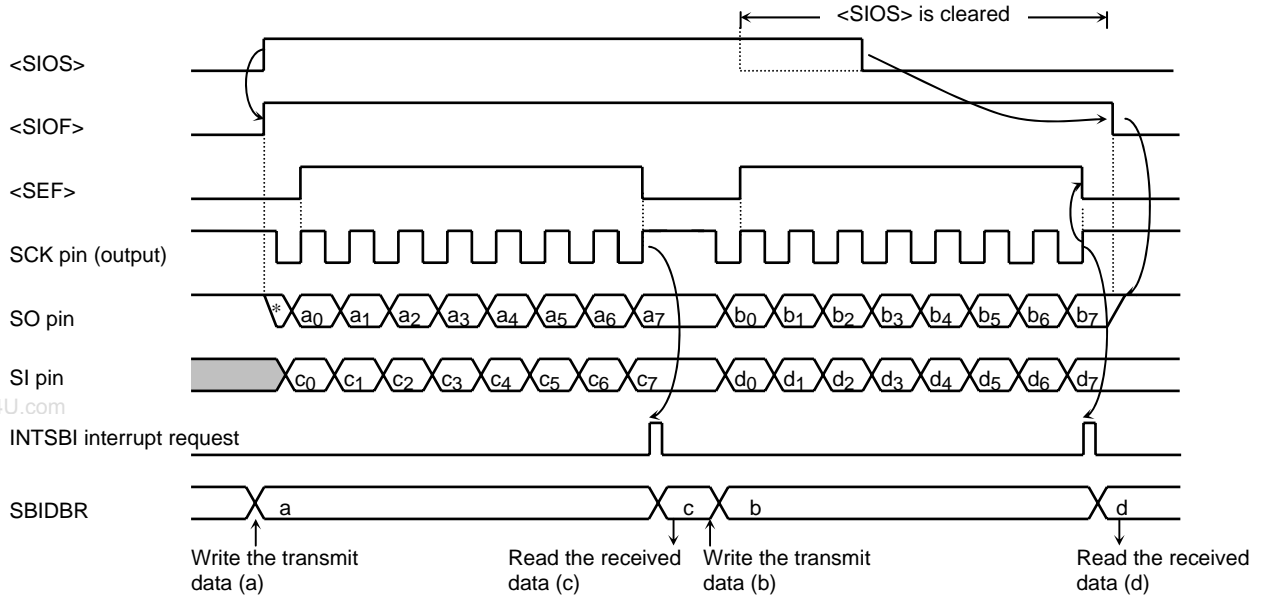 <SIOS> is cleared
<SIOS>
<SIOF>
<SEF>
SCK pin (output)
SO pin
* a0 a1 a2 a3 a4 a5 a6 a7 b0 b1 b2 b3 b4 b5 b6 b7
SI pin
c0 c1 c2 c3 c4 c5 c6 c7 d0 d1 d2 d3 d4 d5 d6 d7
4U.com
INTSBI interrupt request
SBIDBR
a c b d
Write the transmit
data (a)
Read the received
data (c)
Write the transmit
data (b)
Read the received
data (d)